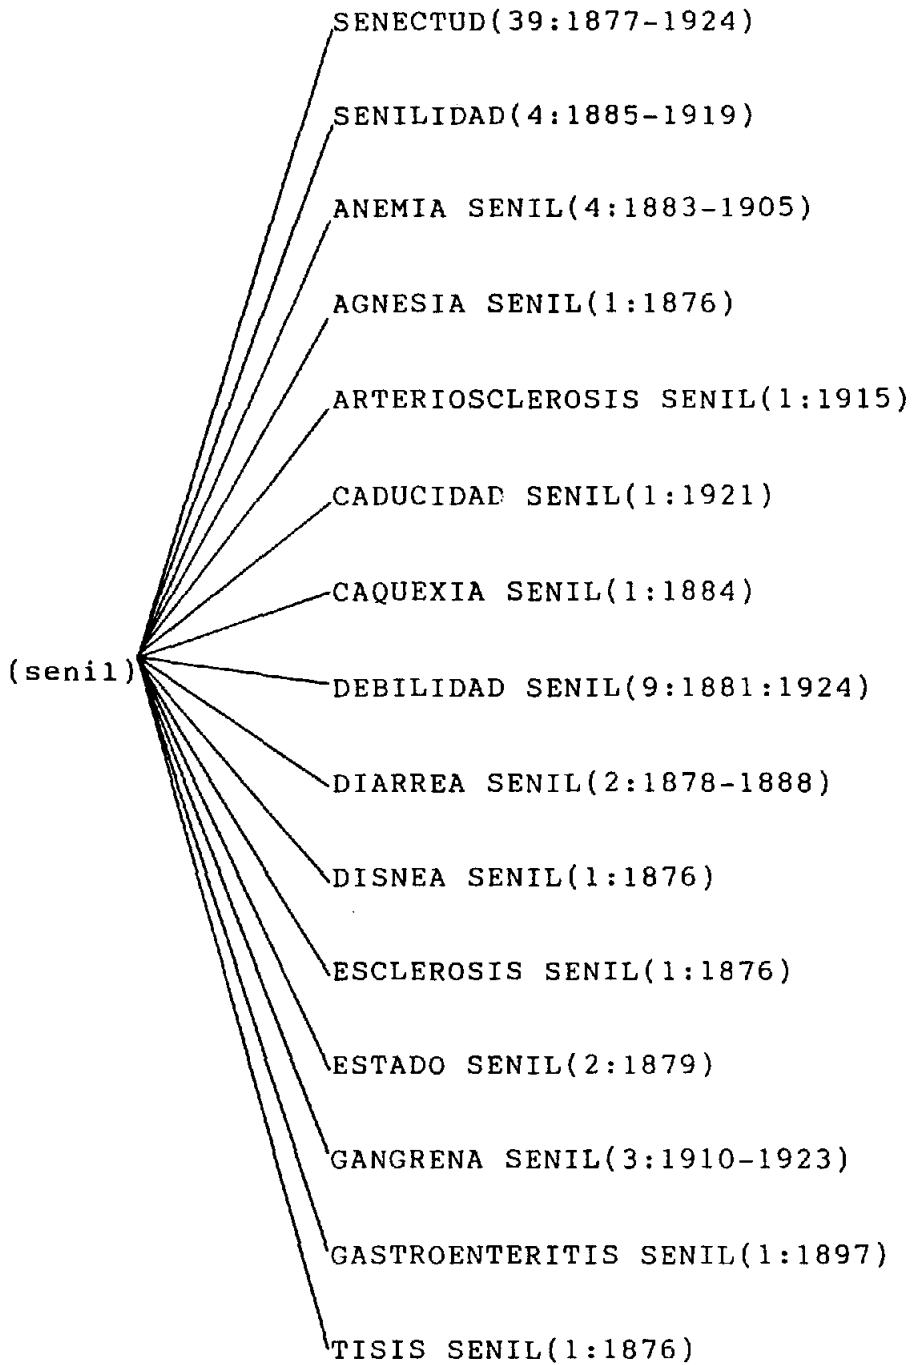 SENECTUD(39:1877-1924)
SENILIDAD(4:1885-1919)
ANEMIA SENIL(4:1883-1905)
AGNESIA SENIL(1:1876)
ARTERIOSCLEROSIS SENIL(1:1915)
CADUCIDAD SENIL(1:1921)
CAQUEXIA SENIL(1:1884)
(senil)
DEBILIDAD SENIL(9:1881:1924)
DIARREA SENIL(2:1878-1888)
DISNEA SENIL(1:1876)
ESCLEROSIS SENIL(1:1876)
ESTADO SENIL(2:1879)
GANGRENA SENIL(3:1910-1923)
GASTROENTERITIS SENIL(1:1897)
TISIS SENIL(1:1876)